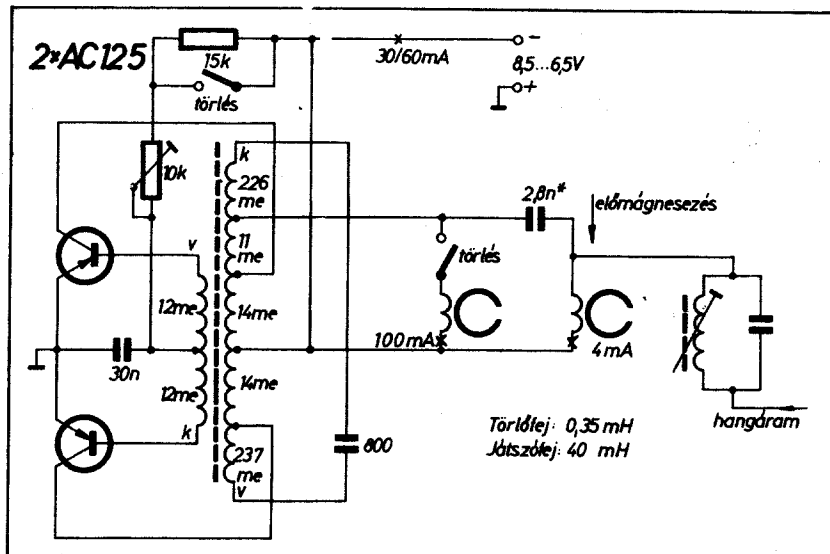 2×AC125
15k
törlés
30/60mA
-
8,5...6,5V
+
10k
k
226
me
11
me
14me
14me
237
me
v
v
12me
12me
k
30n
800
2,8n*
előmágnesezés
törlés
100mA
4mA
hangáram
Törlőfej: 0,35 mH
Játszófej: 40 mH